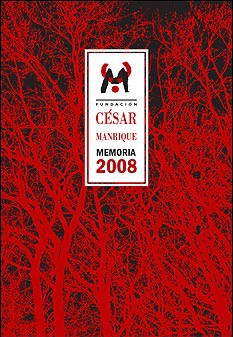 FUNDACIÓN
CÉSAR
MANRIQUE
MEMORIA
2008